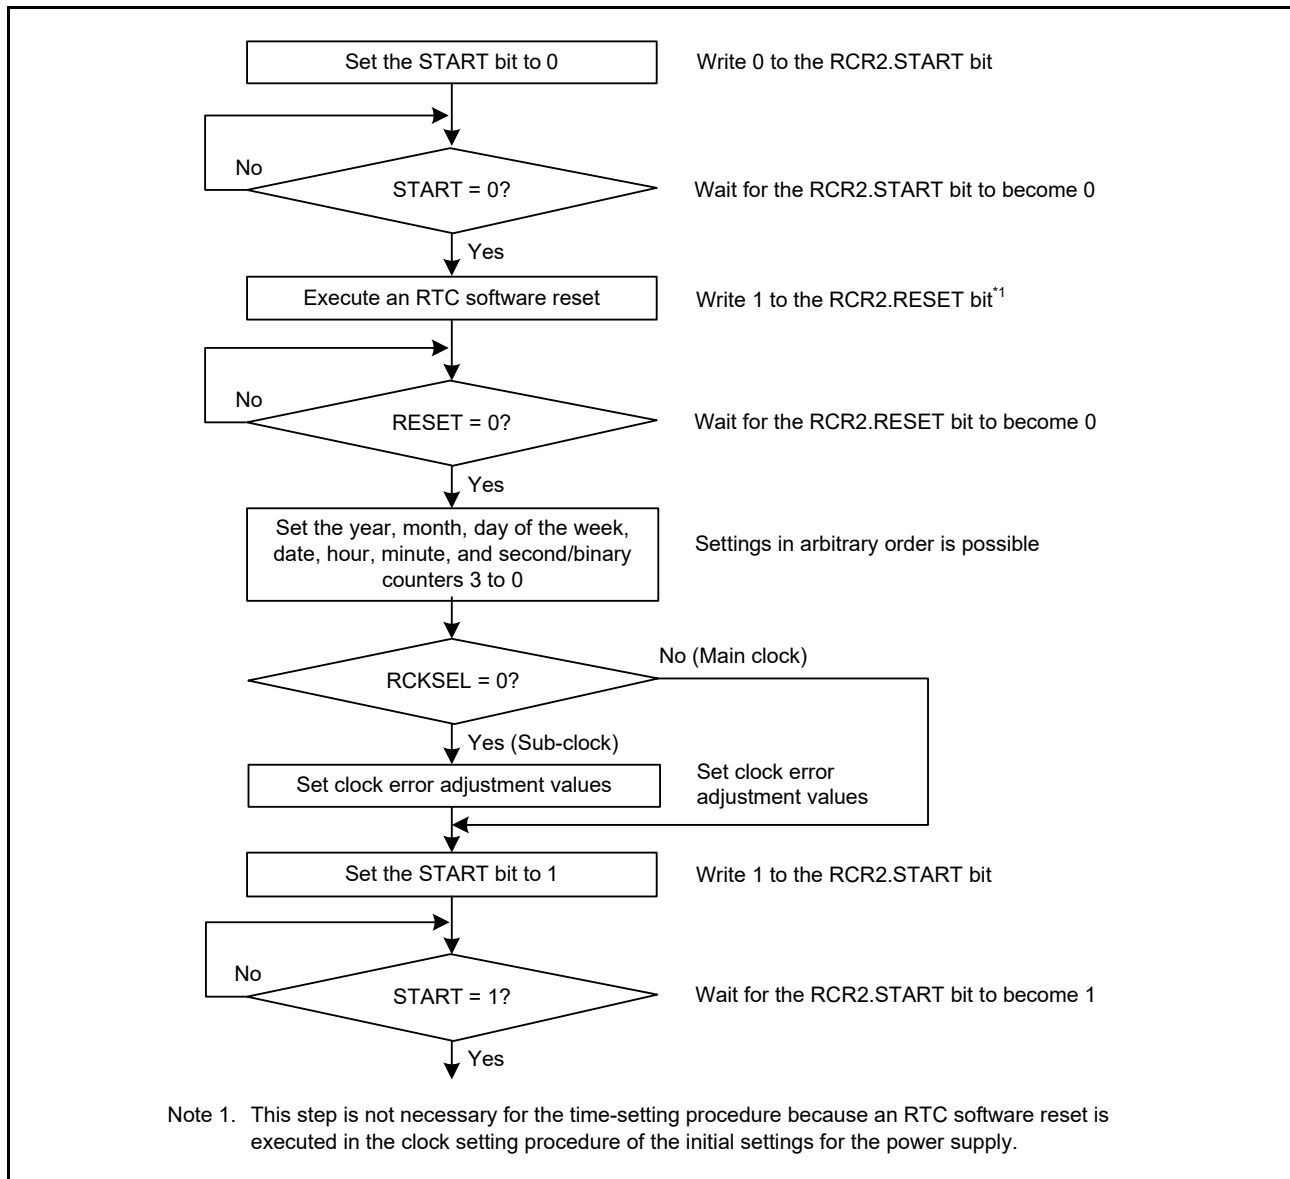 Set the START bit to 0
Write 0 to the RCR2.START bit
No
START = 0?
Wait for the RCR2.START bit to become 0
Yes
Execute an RTC software reset
Write 1 to the RCR2.RESET bit*1
No
RESET = 0?
Wait for the RCR2.RESET bit to become 0
Yes
Set the year, month, day of the week,
date, hour, minute, and second/binary
counters 3 to 0
Settings in arbitrary order is possible
No (Main clock)
RCKSEL = 0?
Yes (Sub-clock)
Set clock error adjustment values
Set clock error
adjustment values
Set the START bit to 1
Write 1 to the RCR2.START bit
No
START = 1?
Wait for the RCR2.START bit to become 1
Yes
Note 1. This step is not necessary for the time-setting procedure because an RTC software reset is
executed in the clock setting procedure of the initial settings for the power supply.